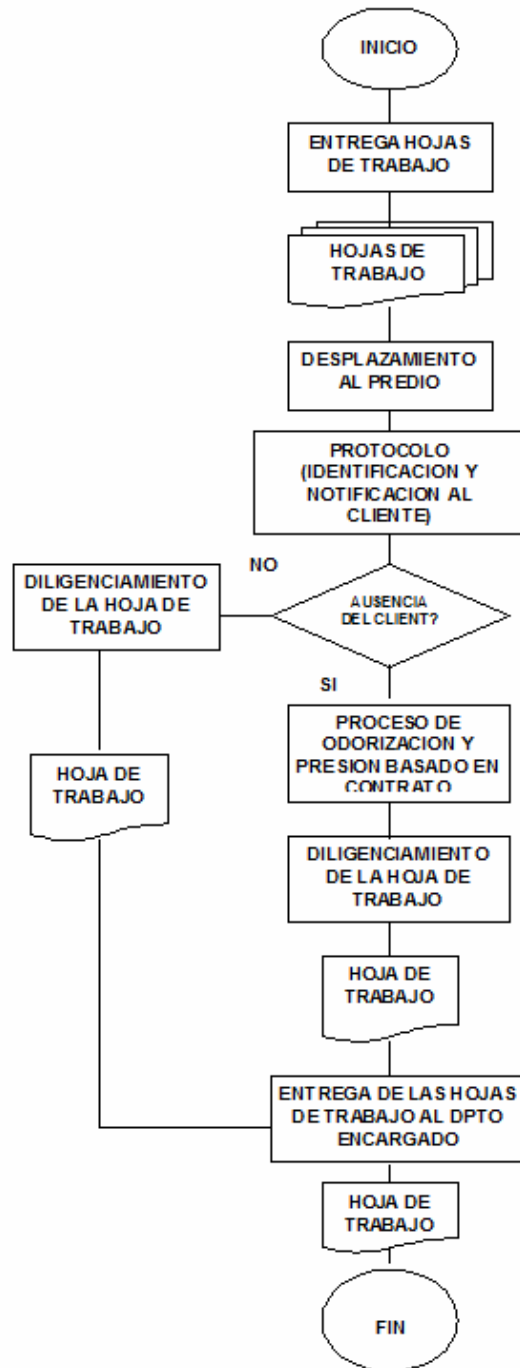 INICIO
ENTREGA HOJAS
DE TRABAJO
HOJAS DE
TRABAJO
DESPLAZAMIENTO
AL PREDIO
PROTOCOLO
(IDENTIFICACION Y
NOTIFICACION AL
CLIENTE)
NO
AUSENCIA
DEL CLIENT?
DILIGENCIAMIENTO
DE LA HOJA DE
TRABAJO
HOJA DE
TRABAJO
SI
PROCESO DE
ODORIZACION Y
PRESION BASADO EN
CONTRATO
DILIGENCIAMIENTO
DE LA HOJA DE
TRABAJO
HOJA DE
TRABAJO
ENTREGA DE LAS HOJAS
DE TRABAJO AL DPTO
ENCARGADO
HOJA DE
TRABAJO
FIN